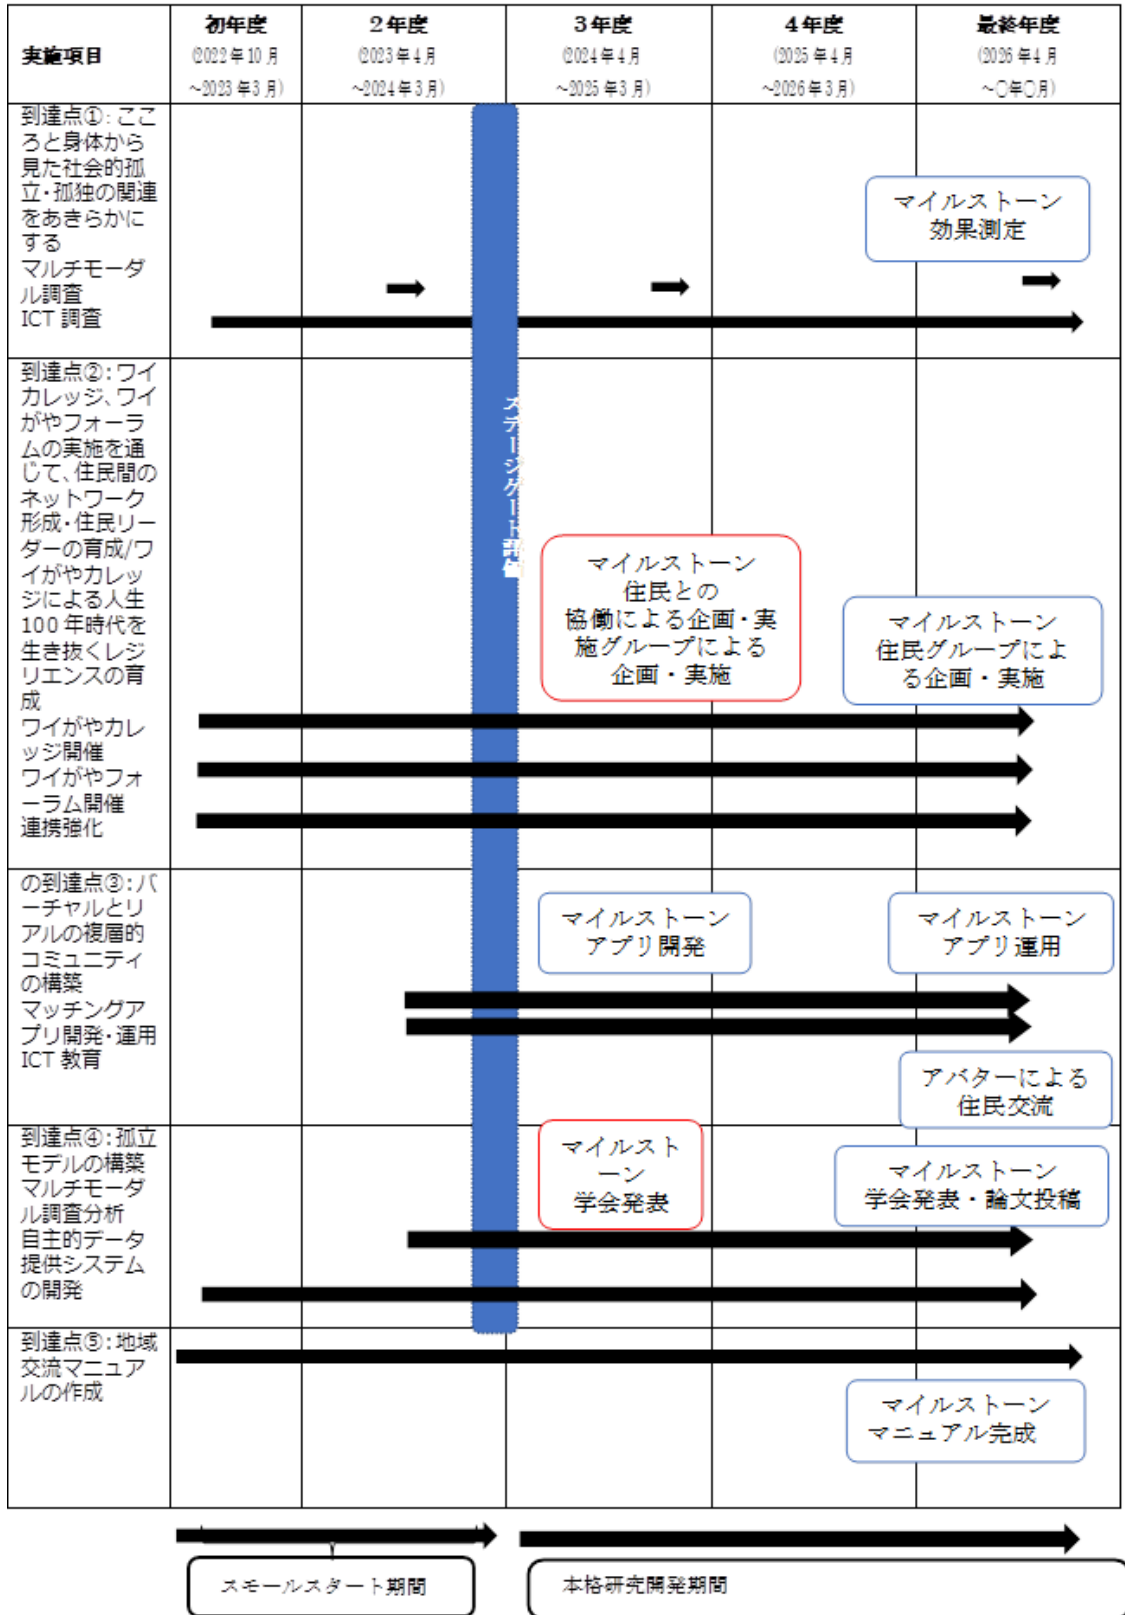 実施項目
初年度
(2022年10月
～2023年3月)
2年度
(2023年4月
～2024年3月)
3年度
(2024年4月
～2025年3月)
4年度
(2025年4月
～2026年3月)
最終年度
(2026年4月
～〇年〇月)
到達点①：ここ
ろと身体から
見た社会的孤
立・孤独の関連
をあきらかに
する
マルチモーダ
ル調査
ICT調査
マイルストーン
効果測定
ステージゲート評価
到達点②：ワイ
カレッジ、ワイ
がやフォーラ
ムの実施を通
じて、住民間の
ネットワーク
形成・住民リー
ダーの育成/ワ
イがやカレッ
ジによる人生
100年時代を
生き抜くレジ
リエンスの育
成
ワイがやカレ
ッジ開催
ワイがやフォ
ーラム開催
連携強化
マイルストーン
住民との
協働による企画・実
施グループによる
企画・実施
マイルストーン
住民グループによ
る企画・実施
の到達点③：バ
ーチャルとリ
アルの複層的
コミュニティ
の構築
マッチングア
プリ開発・運用
ICT教育
マイルストーン
アプリ開発
マイルストーン
アプリ運用
アバターによる
住民交流
到達点④：孤立
モデルの構築
マルチモーダ
ル調査分析
自主的データ
提供システム
の開発
マイルスト
ーン
学会発表
マイルストーン
学会発表・論文投稿
到達点⑤：地域
交流マニュア
ルの作成
マイルストーン
マニュアル完成
スモールスタート期間
本格研究開発期間